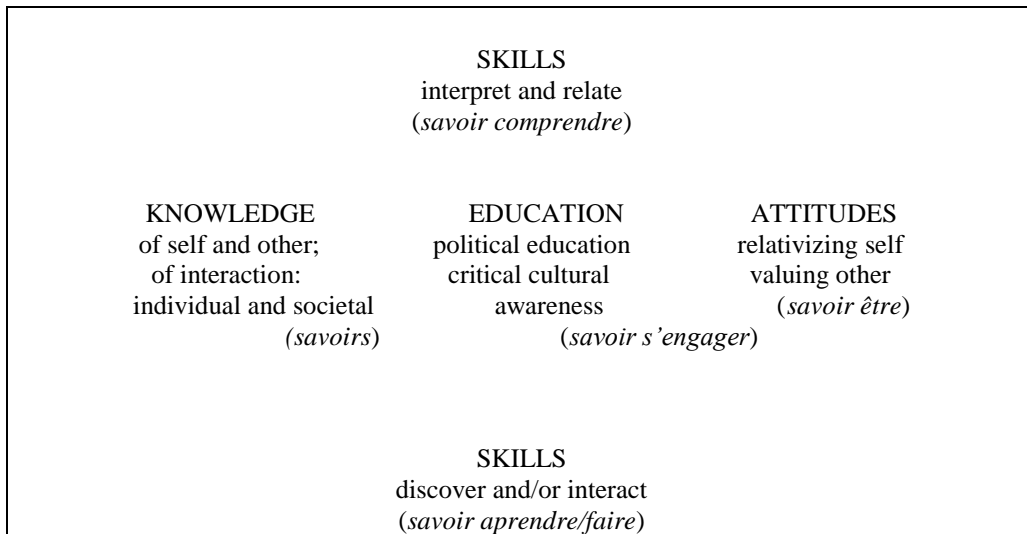 SKILLS
interpret and relate
(savoir comprendre)
KNOWLEDGE
of self and other;
of interaction:
individual and societal
(savoirs)
EDUCATION
political education
critical cultural
awareness
(savoir s’engager)
ATTITUDES
relativizing self
valuing other
(savoir être)
SKILLS
discover and/or interact
(savoir aprendre/faire)